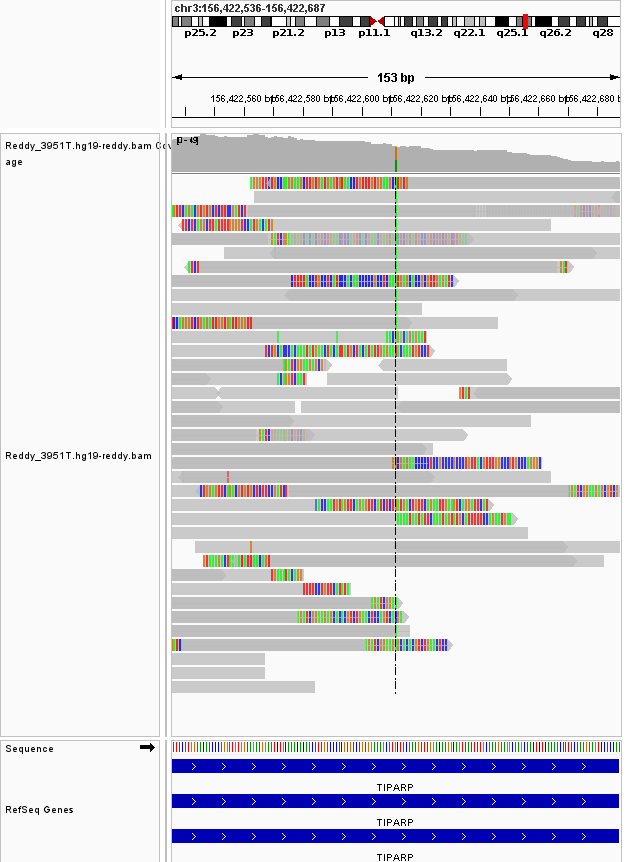 chr3:156,422,536-156,422,687
p25.2 p23 p21.2 p13 p11.1 q13.2 q22.1 q25.1 q26.2 q28
153 bp
156,422,560 bp 156,422,580 bp 156,422,600 bp 156,422,620 bp 156,422,640 bp 156,422,660 bp 156,422,680
Reddy_3951T.hg19-reddy.bam
age
Reddy_3951T.hg19-reddy.bam
Sequence
TIPARP
RefSeq Genes
TIPARP
TIPARP